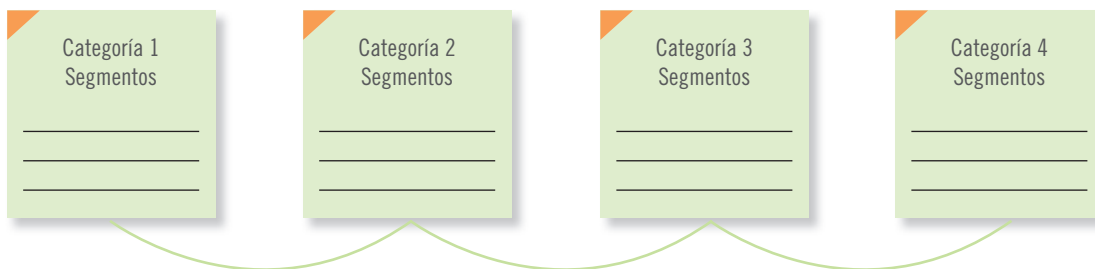 Categoría 1
Segmentos
Categoría 2
Segmentos
Categoría 3
Segmentos
Categoría 4
Segmentos